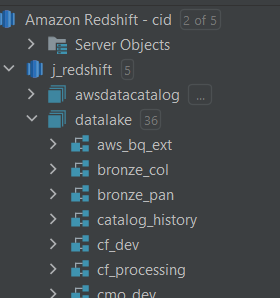 Amazon Redshift - cid 2 of 5
Server Objects
j_redshift 5
awsdatacatalog ...
datalake 36
aws_bq_ext
bronze_col
bronze_pan
catalog_history
cf_dev
cf_processing
cmo_dev